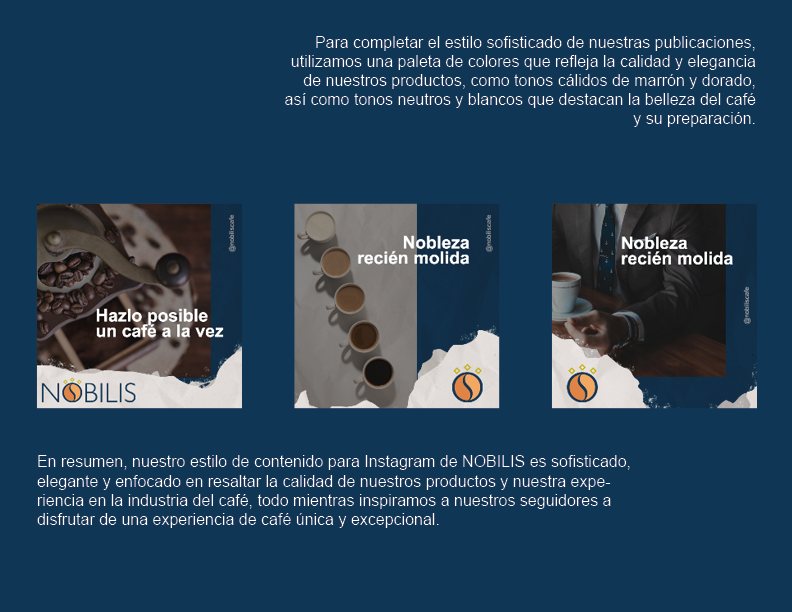 Para completar el estilo sofisticado de nuestras publicaciones,
utilizamos una paleta de colores que refleja la calidad y elegancia
de nuestros productos, como tonos cálidos de marrón y dorado,
así como tonos neutros y blancos que destacan la belleza del café
y su preparación.
@nobiliscafe
Hazlo posible
un café a la vez
NOBILIS
@nobiliscafe
Nobleza
recién molida
Nobleza
recién molida
@nobiliscafe
En resumen, nuestro estilo de contenido para Instagram de NOBILIS es sofisticado,
elegante y enfocado en resaltar la calidad de nuestros productos y nuestra expe-
riencia en la industria del café, todo mientras inspiramos a nuestros seguidores a
disfrutar de una experiencia de café única y excepcional.